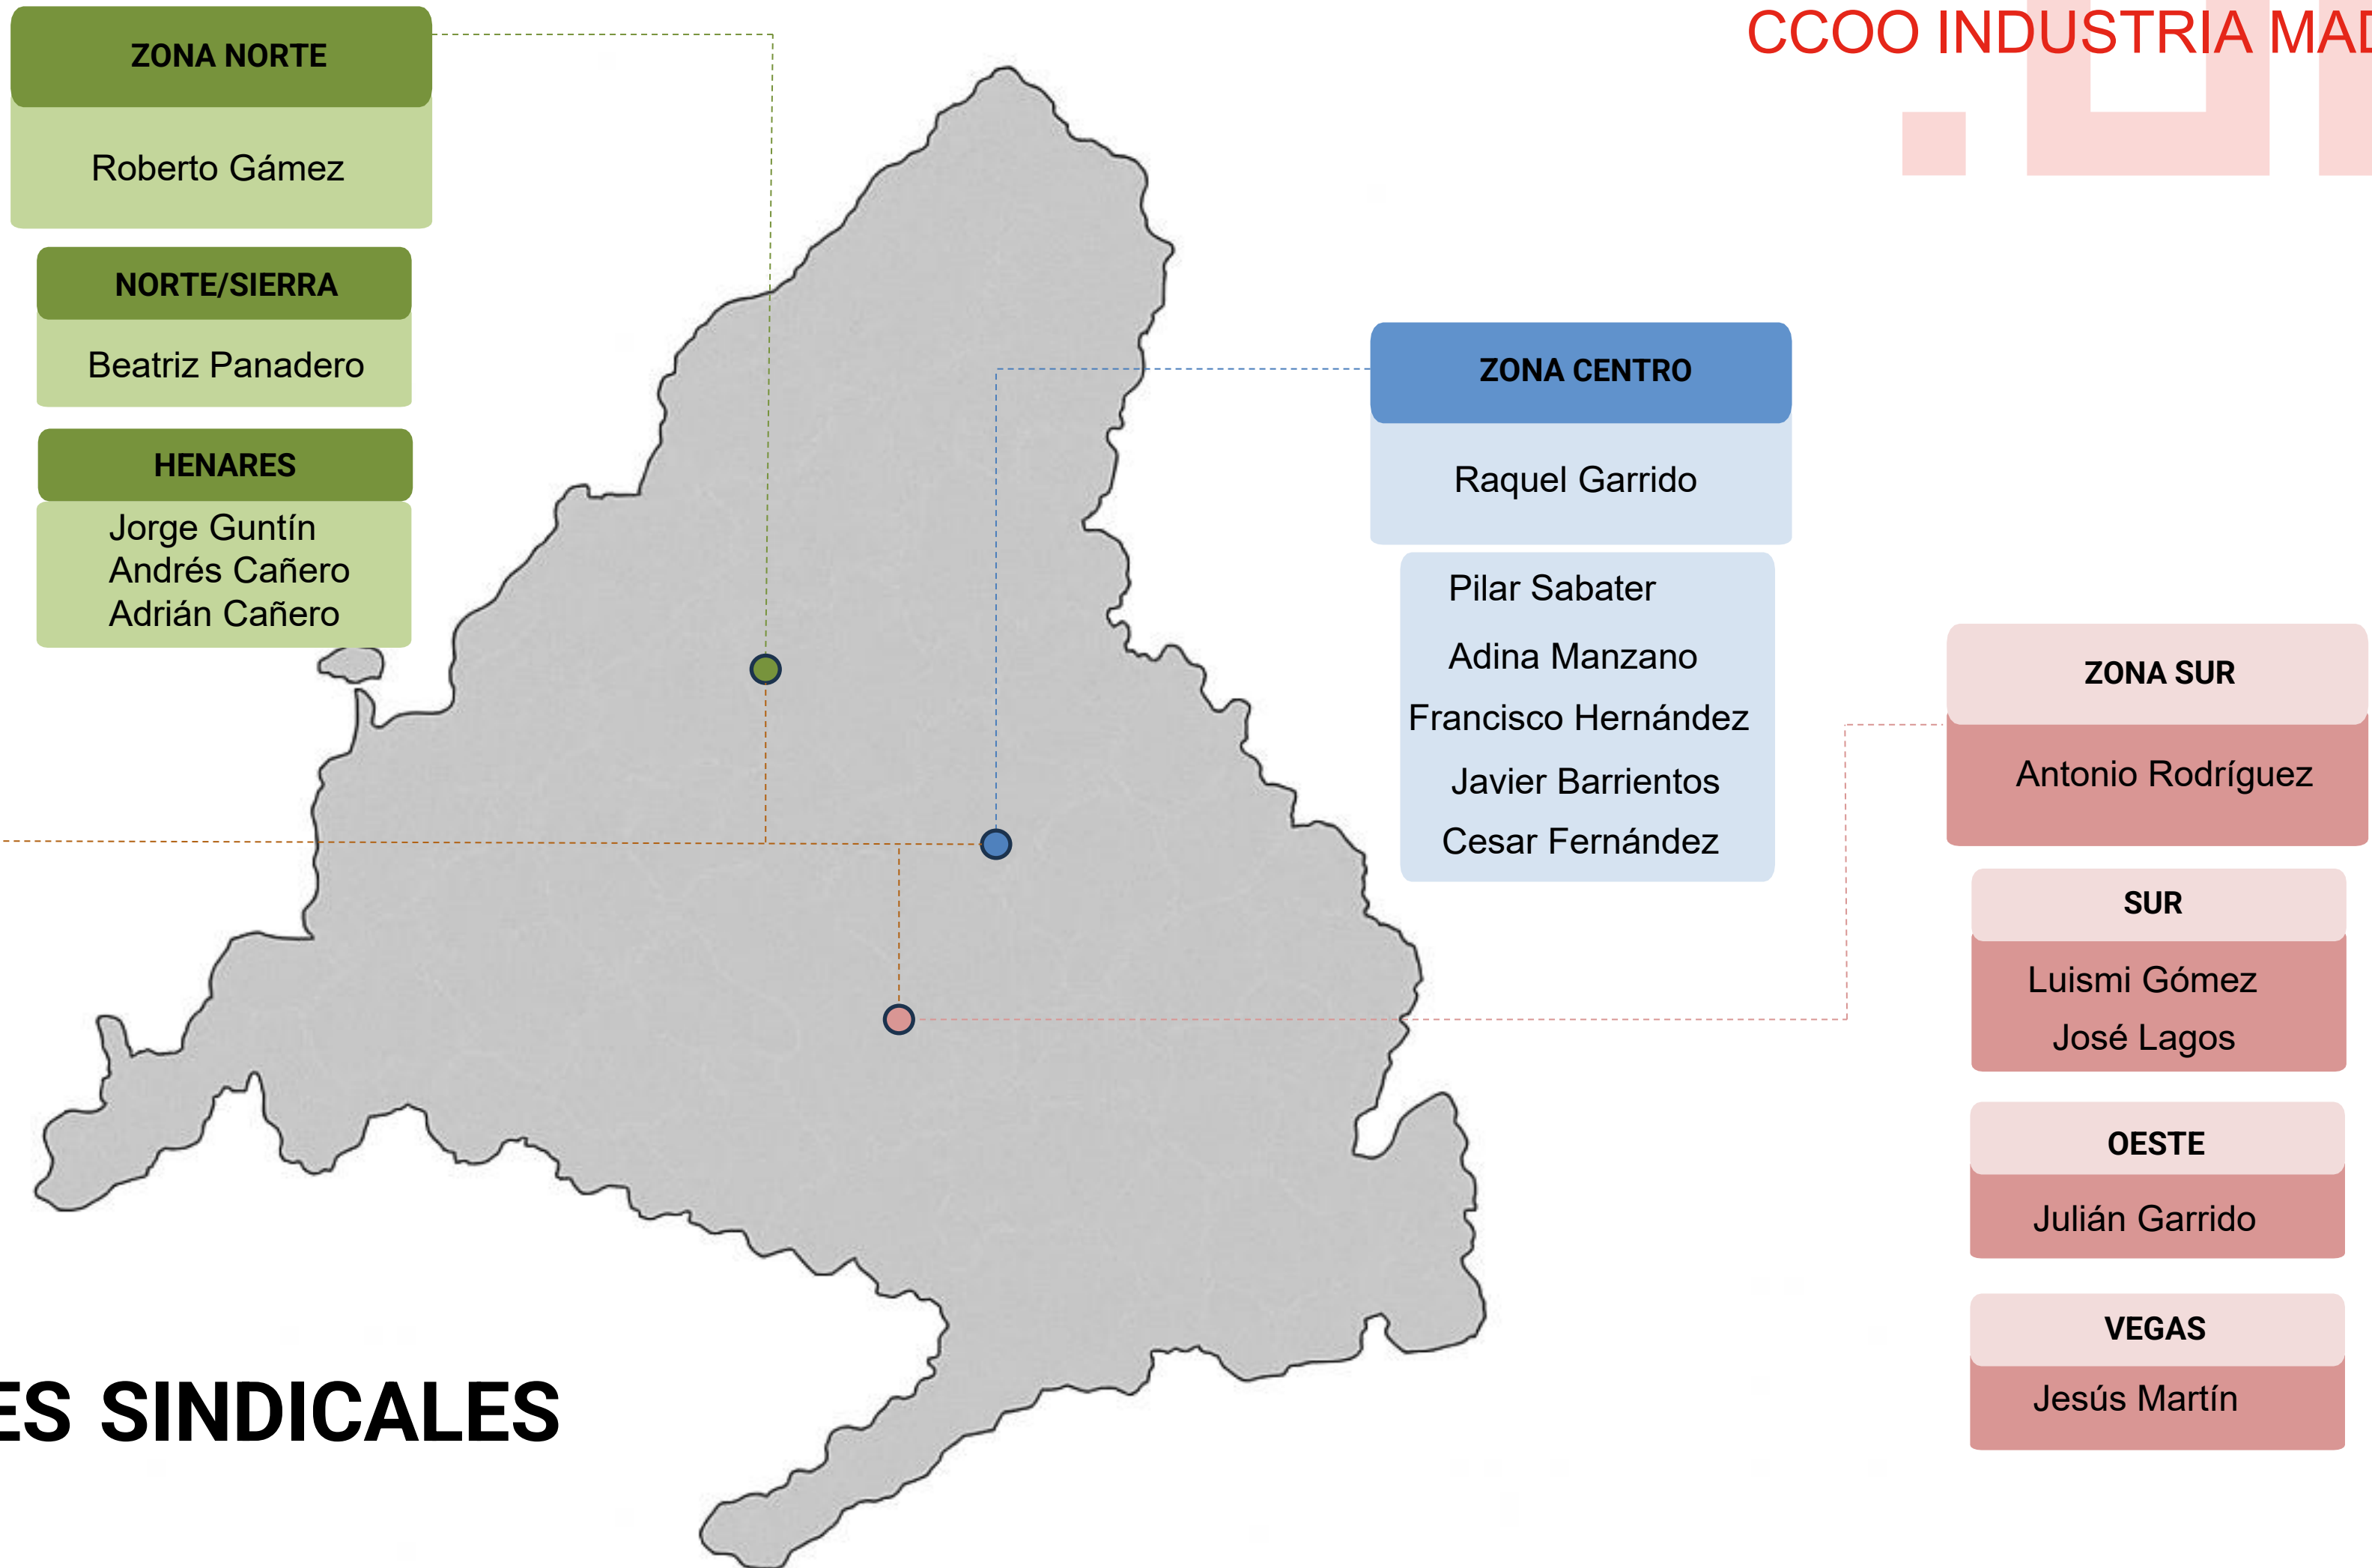 CCOO INDUSTRIA MAD
ZONA NORTE
Roberto Gámez
NORTE/SIERRA
Beatriz Panadero
HENARES
Jorge Guntín
Andrés Cañero
Adrián Cañero
ZONA CENTRO
Raquel Garrido
Pilar Sabater
Adina Manzano
Francisco Hernández
Javier Barrientos
Cesar Fernández
ZONA SUR
Antonio Rodríguez
SUR
Luismi Gómez
José Lagos
OESTE
Julián Garrido
VEGAS
Jesús Martín
ES SINDICALES